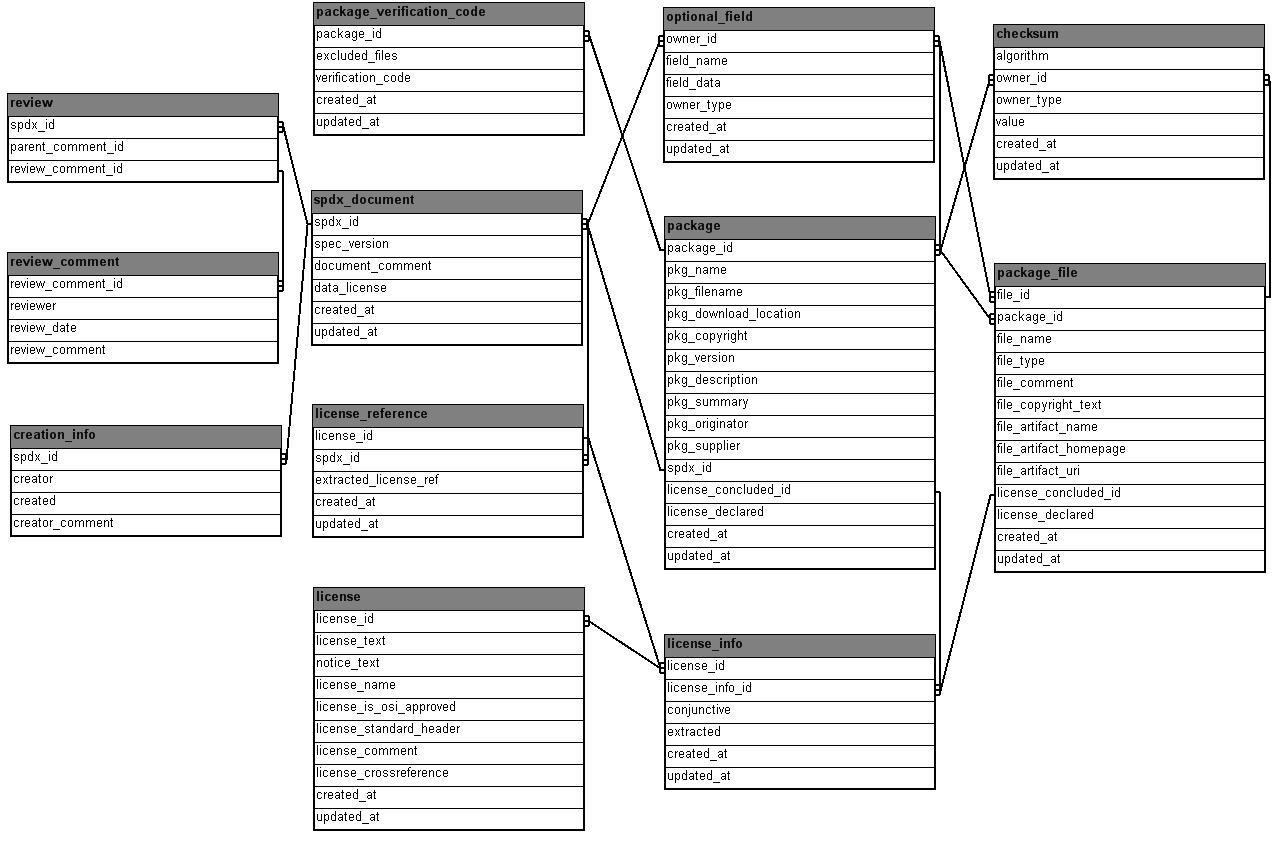 package_verification_code
package_id
excluded_files
verification_code
created_at
updated_at
optional_field
owner_id
field_name
field_data
owner_type
created_at
updated_at
checksum
algorithm
owner_id
owner_type
value
created_at
updated_at
review
spdx_id
parent_comment_id
review_comment_id
spdx_document
spdx_id
spec_version
document_comment
data_license
created_at
updated_at
package
package_id
pkg_name
pkg_filename
pkg_download_location
pkg_copyright
pkg_version
pkg_description
pkg_summary
pkg_originator
pkg_supplier
spdx_id
license_concluded_id
license_declared
created_at
updated_at
package_file
file_id
package_id
file_name
file_type
file_comment
file_copyright_text
file_artifact_name
file_artifact_homepage
file_artifact_uri
license_concluded_id
license_declared
created_at
updated_at
review_comment
review_comment_id
reviewer
review_date
review_comment
license_reference
license_id
spdx_id
extracted_license_ref
created_at
updated_at
creation_info
spdx_id
creator
created
creator_comment
license
license_id
license_text
notice_text
license_name
license_is_osi_approved
license_standard_header
license_comment
license_crossreference
created_at
updated_at
license_info
license_id
license_info_id
conjunctive
extracted
created_at
updated_at